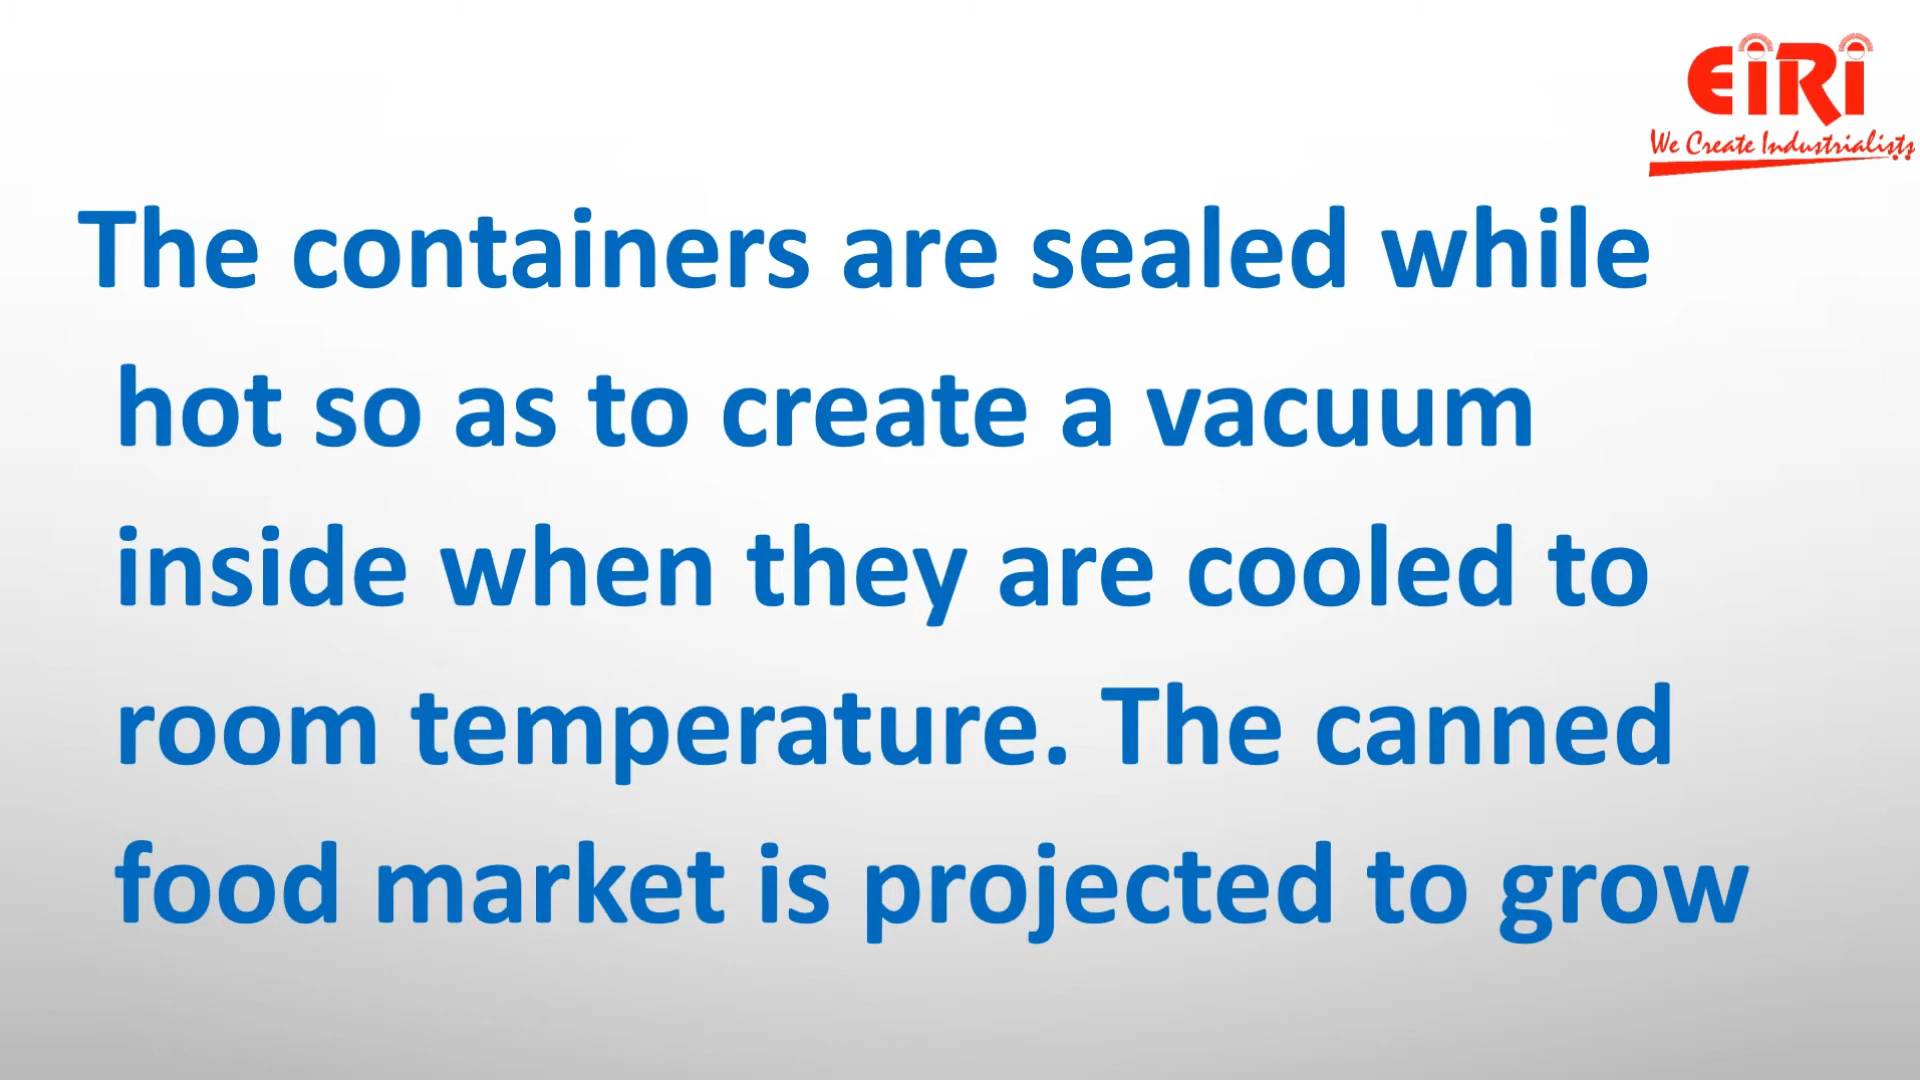 EiRi
We Create Industrialists
The containers are sealed while
hot so as to create a vacuum
inside when they are cooled to
room temperature. The canned
food market is projected to grow